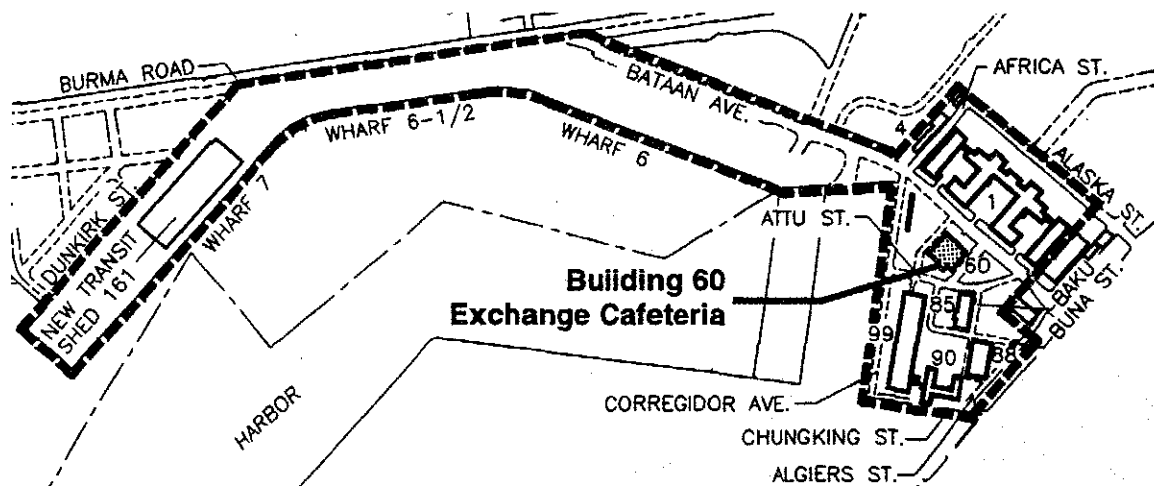 BURMA ROAD
BATAAN AVE.
AFRICA ST.
4
WHARF 6-1/2
WHARF 6
ALASKA ST.
1
DUNKIRK ST.
WHARF 7
NEW TRANSIT
SHED 161
ATTU ST.
60
Building 60
Exchange Cafeteria
BAKU
BUNA ST.
85
99
90
88
HARBOR
CORREGIDOR AVE.
CHUNGKING ST.
ALGIERS ST.